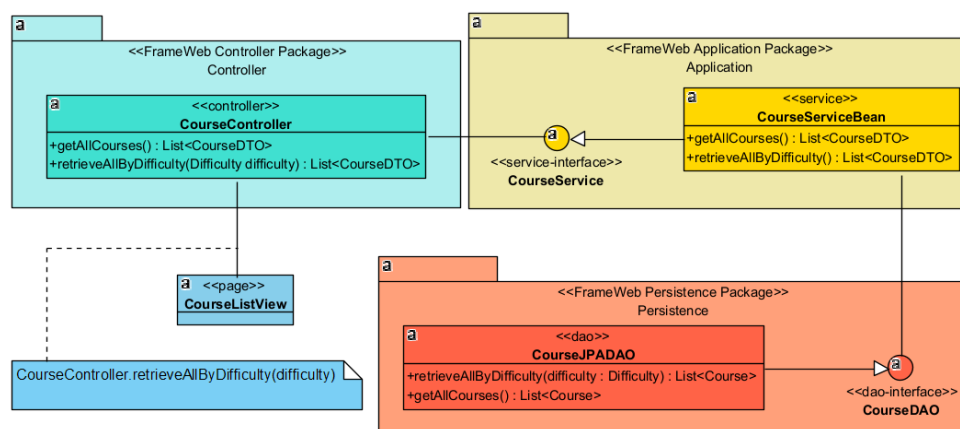 a
<<FrameWeb Controller Package>>
Controller
a
<<controller>>
CourseController
+getAllCourses() : List<CourseDTO>
+retrieveAllByDifficulty(Difficulty difficulty) : List<CourseDTO>
a
<<FrameWeb Application Package>>
Application
a
<<service-interface>>
CourseService
a
<<service>>
CourseServiceBean
+getAllCourses() : List<CourseDTO>
+retrieveAllByDifficulty() : List<CourseDTO>
a
<<page>>
CourseListView
CourseController.retrieveAllByDifficulty(difficulty)
a
<<FrameWeb Persistence Package>>
Persistence
a
<<dao>>
CourseJPADAO
+retrieveAllByDifficulty(difficulty : Difficulty) : List<Course>
+getAllCourses() : List<Course>
a
<<dao-interface>>
CourseDAO